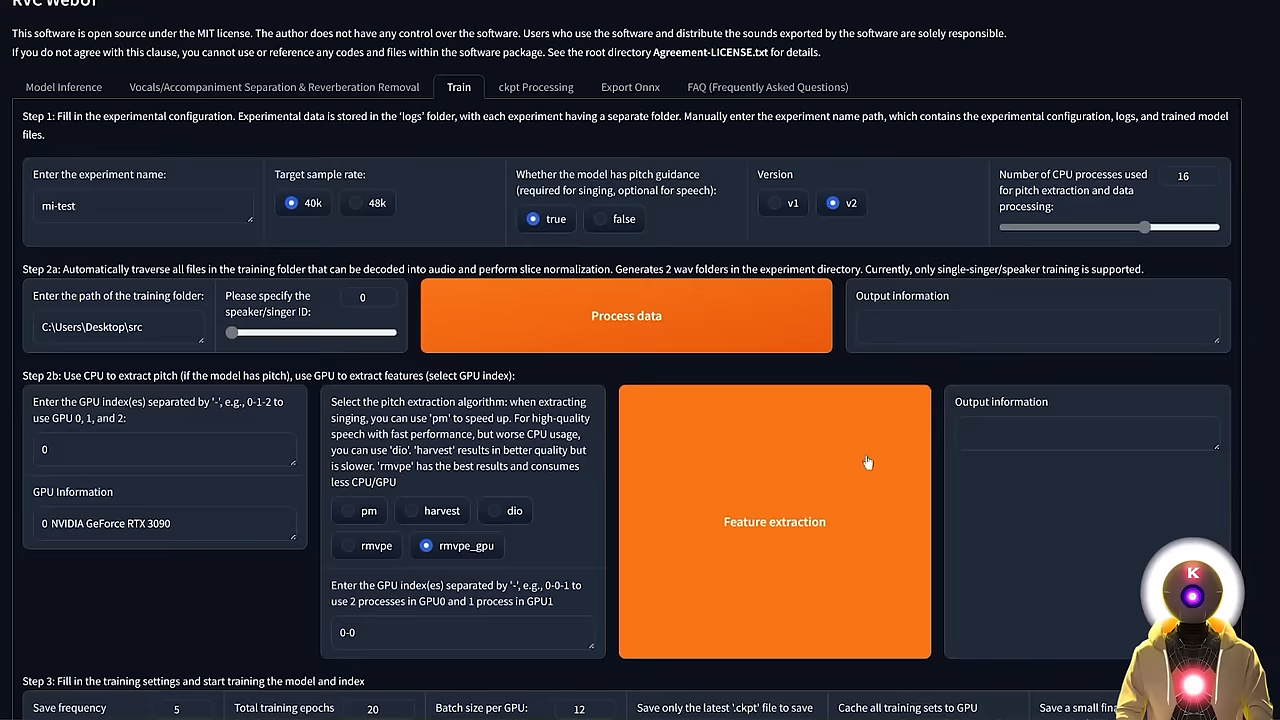 RVC WebUI
This software is open source under the MIT license. The author does not have any control over the software. Users who use the software and distribute the sounds exported by the software are solely responsible.
If you do not agree with this clause, you cannot use or reference any codes and files within the software package. See the root directory Agreement-LICENSE.txt for details.
Model Inference
Vocals/Accompaniment Separation & Reverberation Removal
Train
ckpt Processing
Export Onnx
FAQ (Frequently Asked Questions)
Step 1: Fill in the experimental configuration. Experimental data is stored in the 'logs' folder, with each experiment having a separate folder. Manually enter the experiment name path, which contains the experimental configuration, logs, and trained model
files.
Enter the experiment name:
mi-test
Target sample rate:
40k
48k
Whether the model has pitch guidance
(required for singing, optional for speech):
true
false
Version
v1
v2
Number of CPU processes used
for pitch extraction and data
processing:
16
Step 2a: Automatically traverse all files in the training folder that can be decoded into audio and perform slice normalization. Generates 2 wav folders in the experiment directory. Currently, only single-singer/speaker training is supported.
Enter the path of the training folder:
C:\Users\Desktop\src
Please specify the
speaker/singer ID:
0
Process data
Output information
Step 2b: Use CPU to extract pitch (if the model has pitch), use GPU to extract features (select GPU index):
Enter the GPU index(es) separated by '-', e.g., 0-1-2 to
use GPU 0, 1, and 2:
0
GPU Information
0 NVIDIA GeForce RTX 3090
Select the pitch extraction algorithm: when extracting
singing, you can use 'pm' to speed up. For high-quality
speech with fast performance, but worse CPU usage,
you can use 'dio'. 'harvest' results in better quality but
is slower. 'rmvpe' has the best results and consumes
less CPU/GPU
pm
harvest
dio
rmvpe
rmvpe_gpu
Enter the GPU index(es) separated by '-', e.g., 0-0-1 to
use 2 processes in GPU0 and 1 process in GPU1
0-0
Feature extraction
Output information
K
Step 3: Fill in the training settings and start training the model and index
Save frequency
5
Total training epochs
20
Batch size per GPU:
12
Save only the latest '.ckpt' file to save
Cache all training sets to GPU
Save a small fin